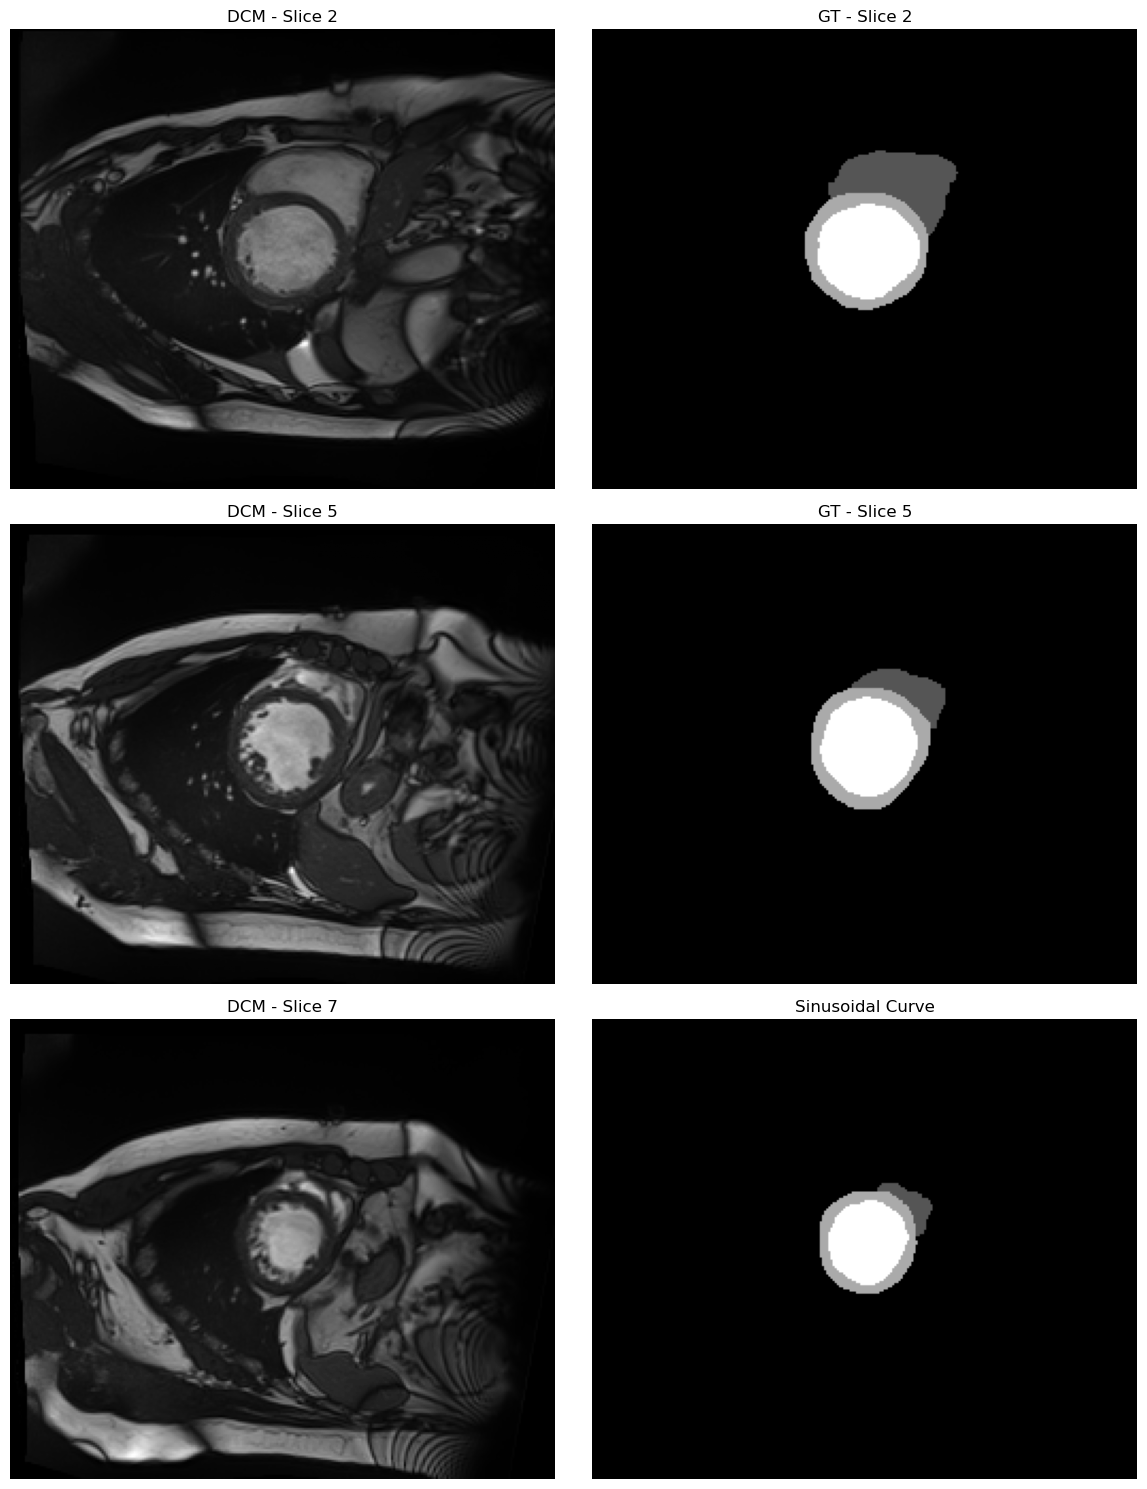 DCM - Slice 2
GT - Slice 2
DCM - Slice 5
GT - Slice 5
DCM - Slice 7
Sinusoidal Curve